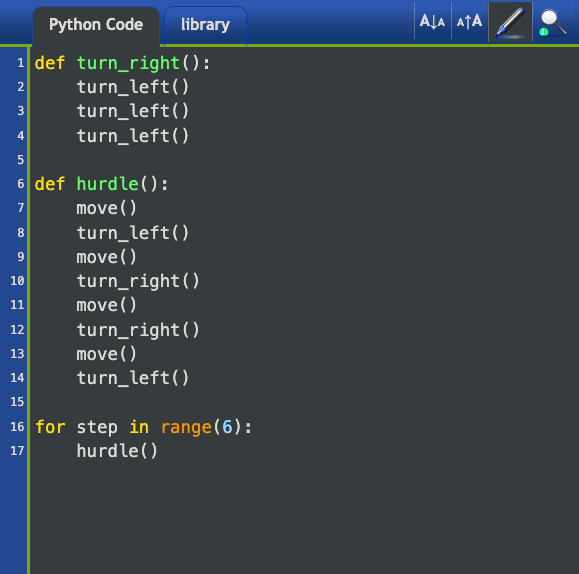 Python Code library A↓A A↑A
1 def turn_right():
2     turn_left()
3     turn_left()
4     turn_left()
5
6 def hurdle():
7     move()
8     turn_left()
9     move()
10     turn_right()
11     move()
12     turn_right()
13     move()
14     turn_left()
15
16 for step in range(6):
17     hurdle()